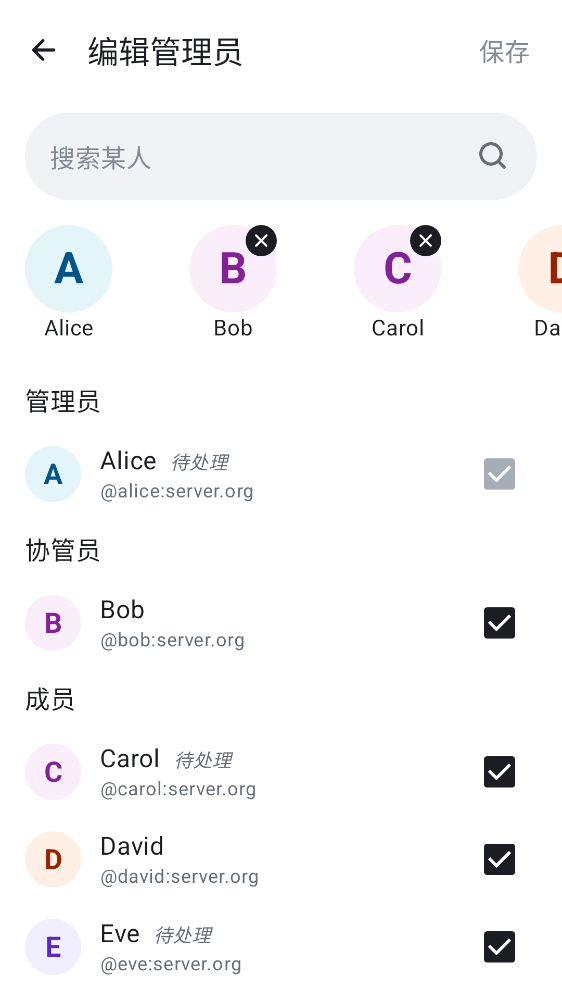 编辑管理员
保存
搜索某人
A
B
C
D
Alice
Bob
Carol
Da
管理员
A
Alice 待处理
@alice:server.org
协管员
B
Bob
@bob:server.org
成员
C
Carol 待处理
@carol:server.org
D
David
@david:server.org
E
Eve 待处理
@eve:server.org